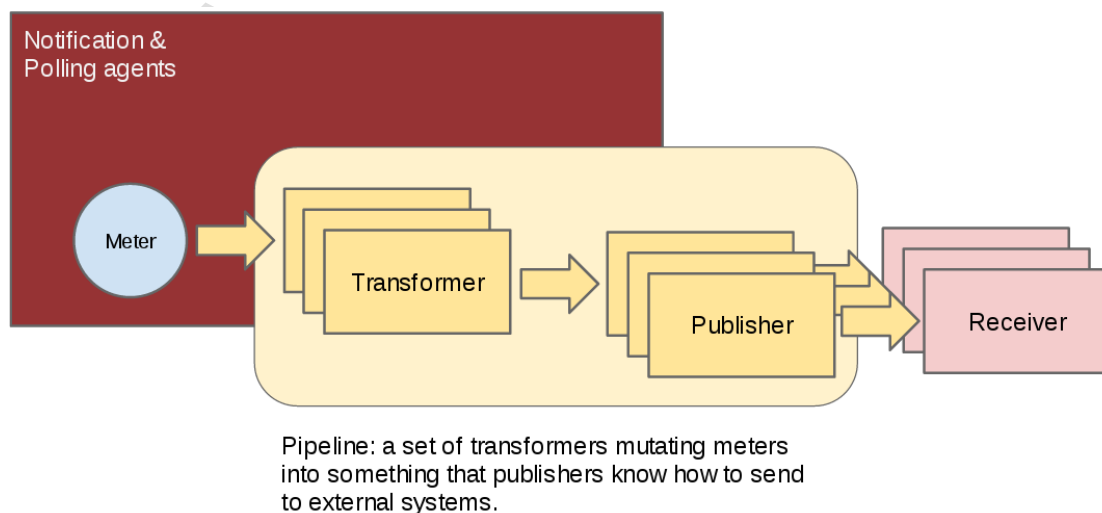 Notification &
Polling agents
Meter
Transformer
Publisher
Receiver
Pipeline: a set of transformers mutating meters
into something that publishers know how to send
to external systems.